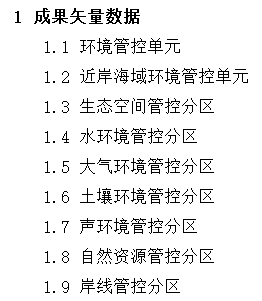 1 成果矢量数据
1.1 环境管控单元
1.2 近岸海域环境管控单元
1.3 生态空间管控分区
1.4 水环境管控分区
1.5 大气环境管控分区
1.6 土壤环境管控分区
1.7 声环境管控分区
1.8 自然资源管控分区
1.9 岸线管控分区